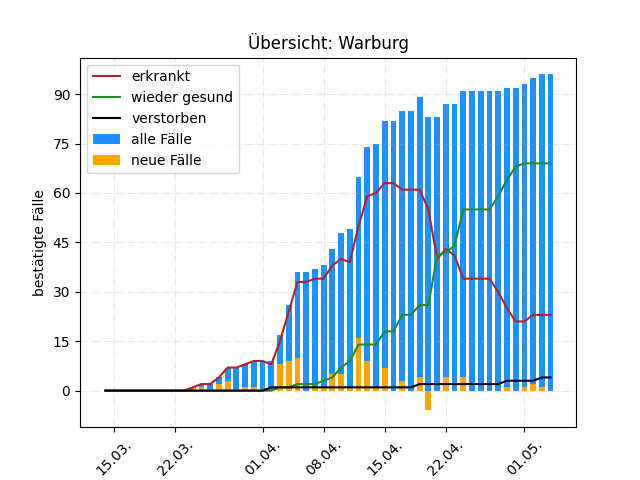 Übersicht: Warburg
erkrankt
wieder gesund
verstorben
alle Fälle
neue Fälle
bestätigte Fälle
90
75
60
45
30
15
0
15.03.
22.03.
01.04.
08.04.
15.04.
22.04.
01.05.